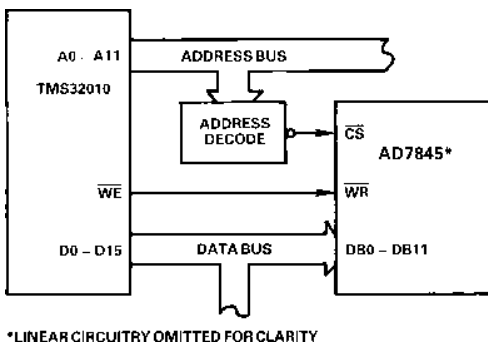 A0 - A11
ADDRESS BUS
TMS32010
ADDRESS
DECODE
CS
AD7845*
WE
WR
D0 – D15
DATA BUS
DB0 – DB11
*LINEAR CIRCUITRY OMITTED FOR CLARITY